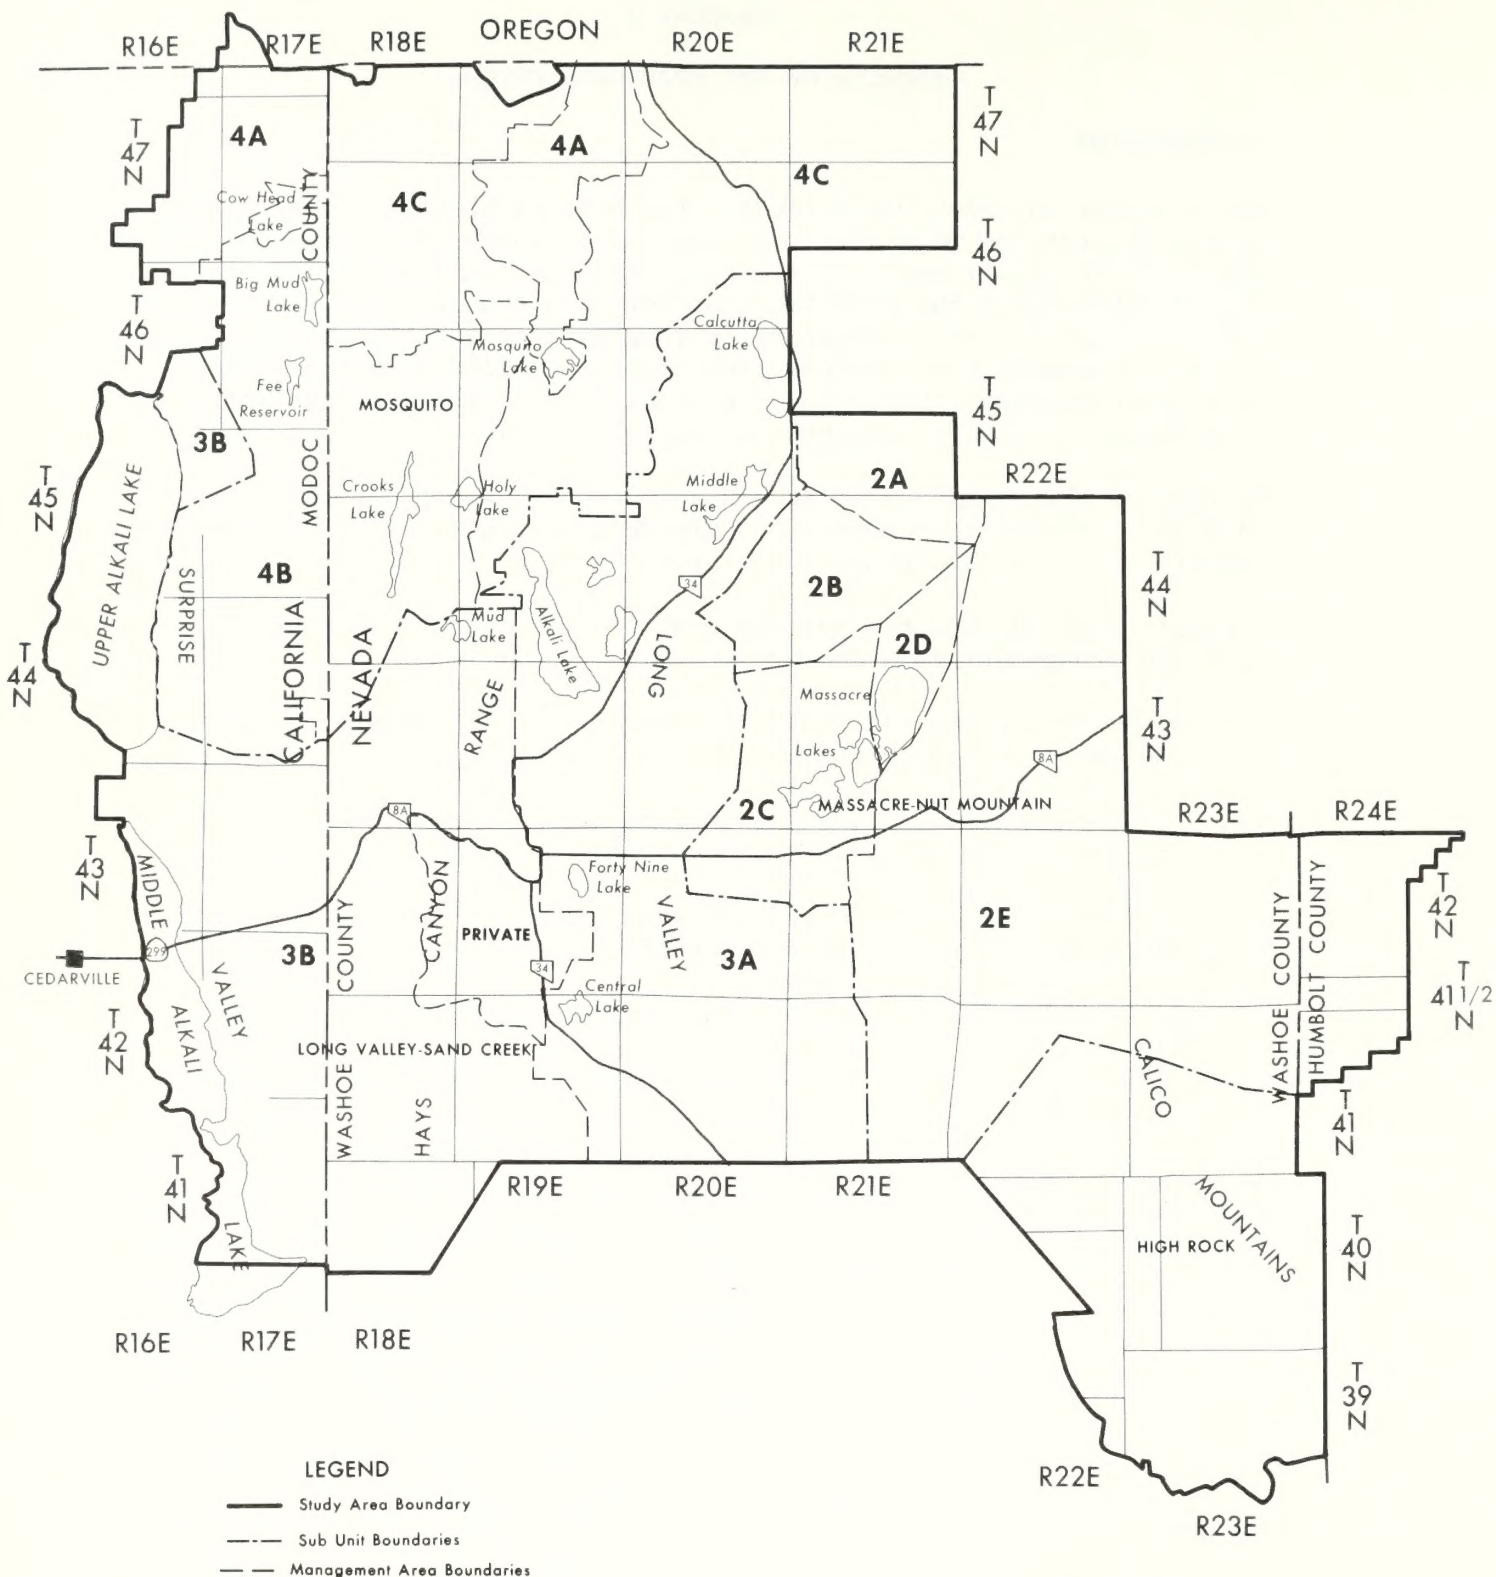 OREGON
R16E
R17E
R18E
R20E
R21E
T
47
N
4A
4A
T
47
N
4C
4C
COUNTY
Cow Head
Lake
T
46
N
Big Mud
Lake
T
46
N
Calcutta
Lake
Mosquito
Lake
Fee
Reservoir
MOSQUITO
T
45
N
3B
MODOC
T
45
N
Crooks
Lake
Holy
Lake
Middle
Lake
2A
R22E
UPPER ALKALI LAKE
SURPRISE
4B
34
2B
T
44
N
CALIFORNIA
NEVADA
Mud
Lake
Alkali Lake
LONG
2D
T
44
N
RANGE
Massacre
Lakes
T
43
N
8A
8A
2C
MASSACRE-NUT MOUNTAIN
R23E
R24E
T
43
N
MIDDLE
Forty Nine
Lake
CANYON
VALLEY
2E
T
42
N
WASHOE COUNTY
HUMBOLT COUNTY
PRIVATE
299
3B
COUNTY
34
3A
CEDARVILLE
VALLEY
Central
Lake
T
41 1/2
N
T
42
N
ALKALI
LONG VALLEY-SAND CREEK
WASHOE
HAYS
CALICO
T
41
N
T
41
N
R19E
R20E
R21E
LAKE
MOUNTAINS
HIGH ROCK
T
40
N
R16E
R17E
R18E
T
39
N
R22E
R23E
LEGEND
Study Area Boundary
Sub Unit Boundaries
Management Area Boundaries